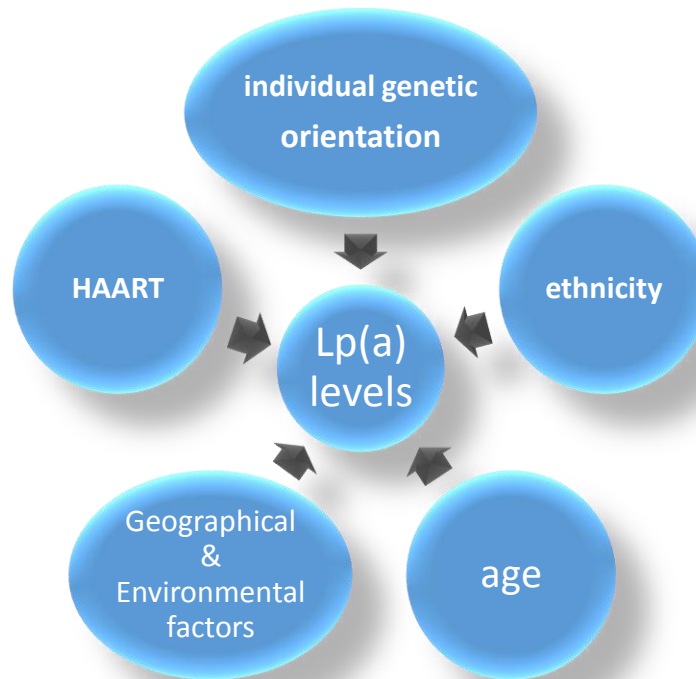 individual genetic
orientation
HAART
ethnicity
Lp(a)
levels
Geographical
&
Environmental
factors
age